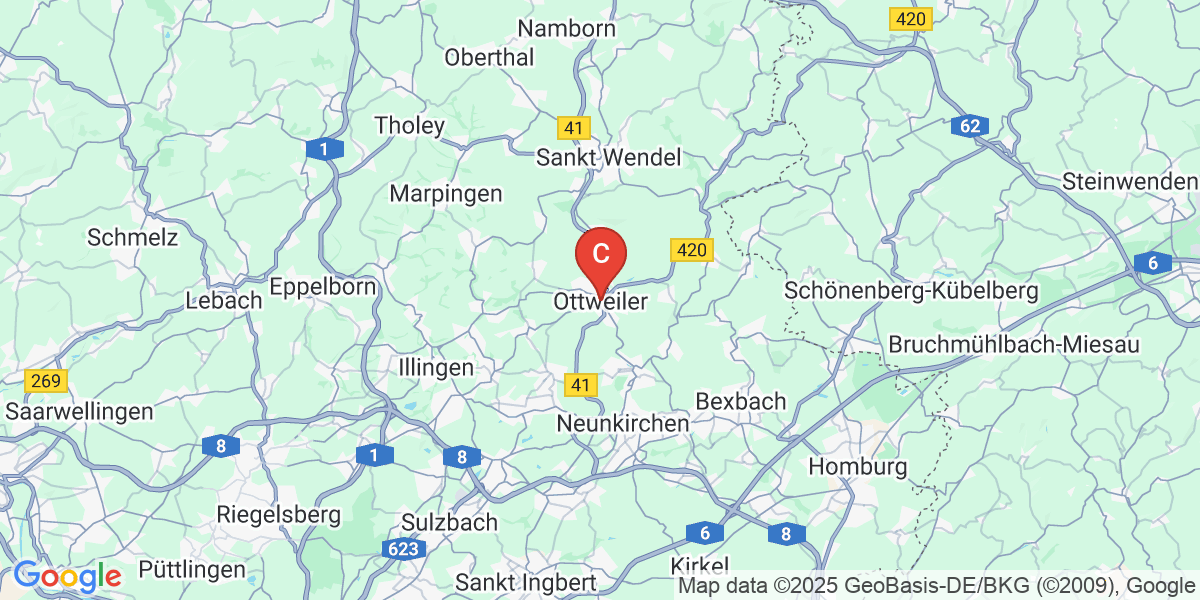 420
Namborn
Oberthal
Tholey
41
62
1
Sankt Wendel
Steinwenden
Marpingen
Schmelz
C
420
6
Eppelborn
Lebach
Ottweiler
Schönenberg-Kübelberg
Bruchmühlbach-Miesau
Illingen
269
41
Saarwellingen
Bexbach
Neunkirchen
8
1
8
Homburg
Riegelsberg
Sulzbach
6
8
623
Püttlingen
Kirkel
Sankt Ingbert
Google
Map data ©2025 GeoBasis-DE/BKG (©2009), Google